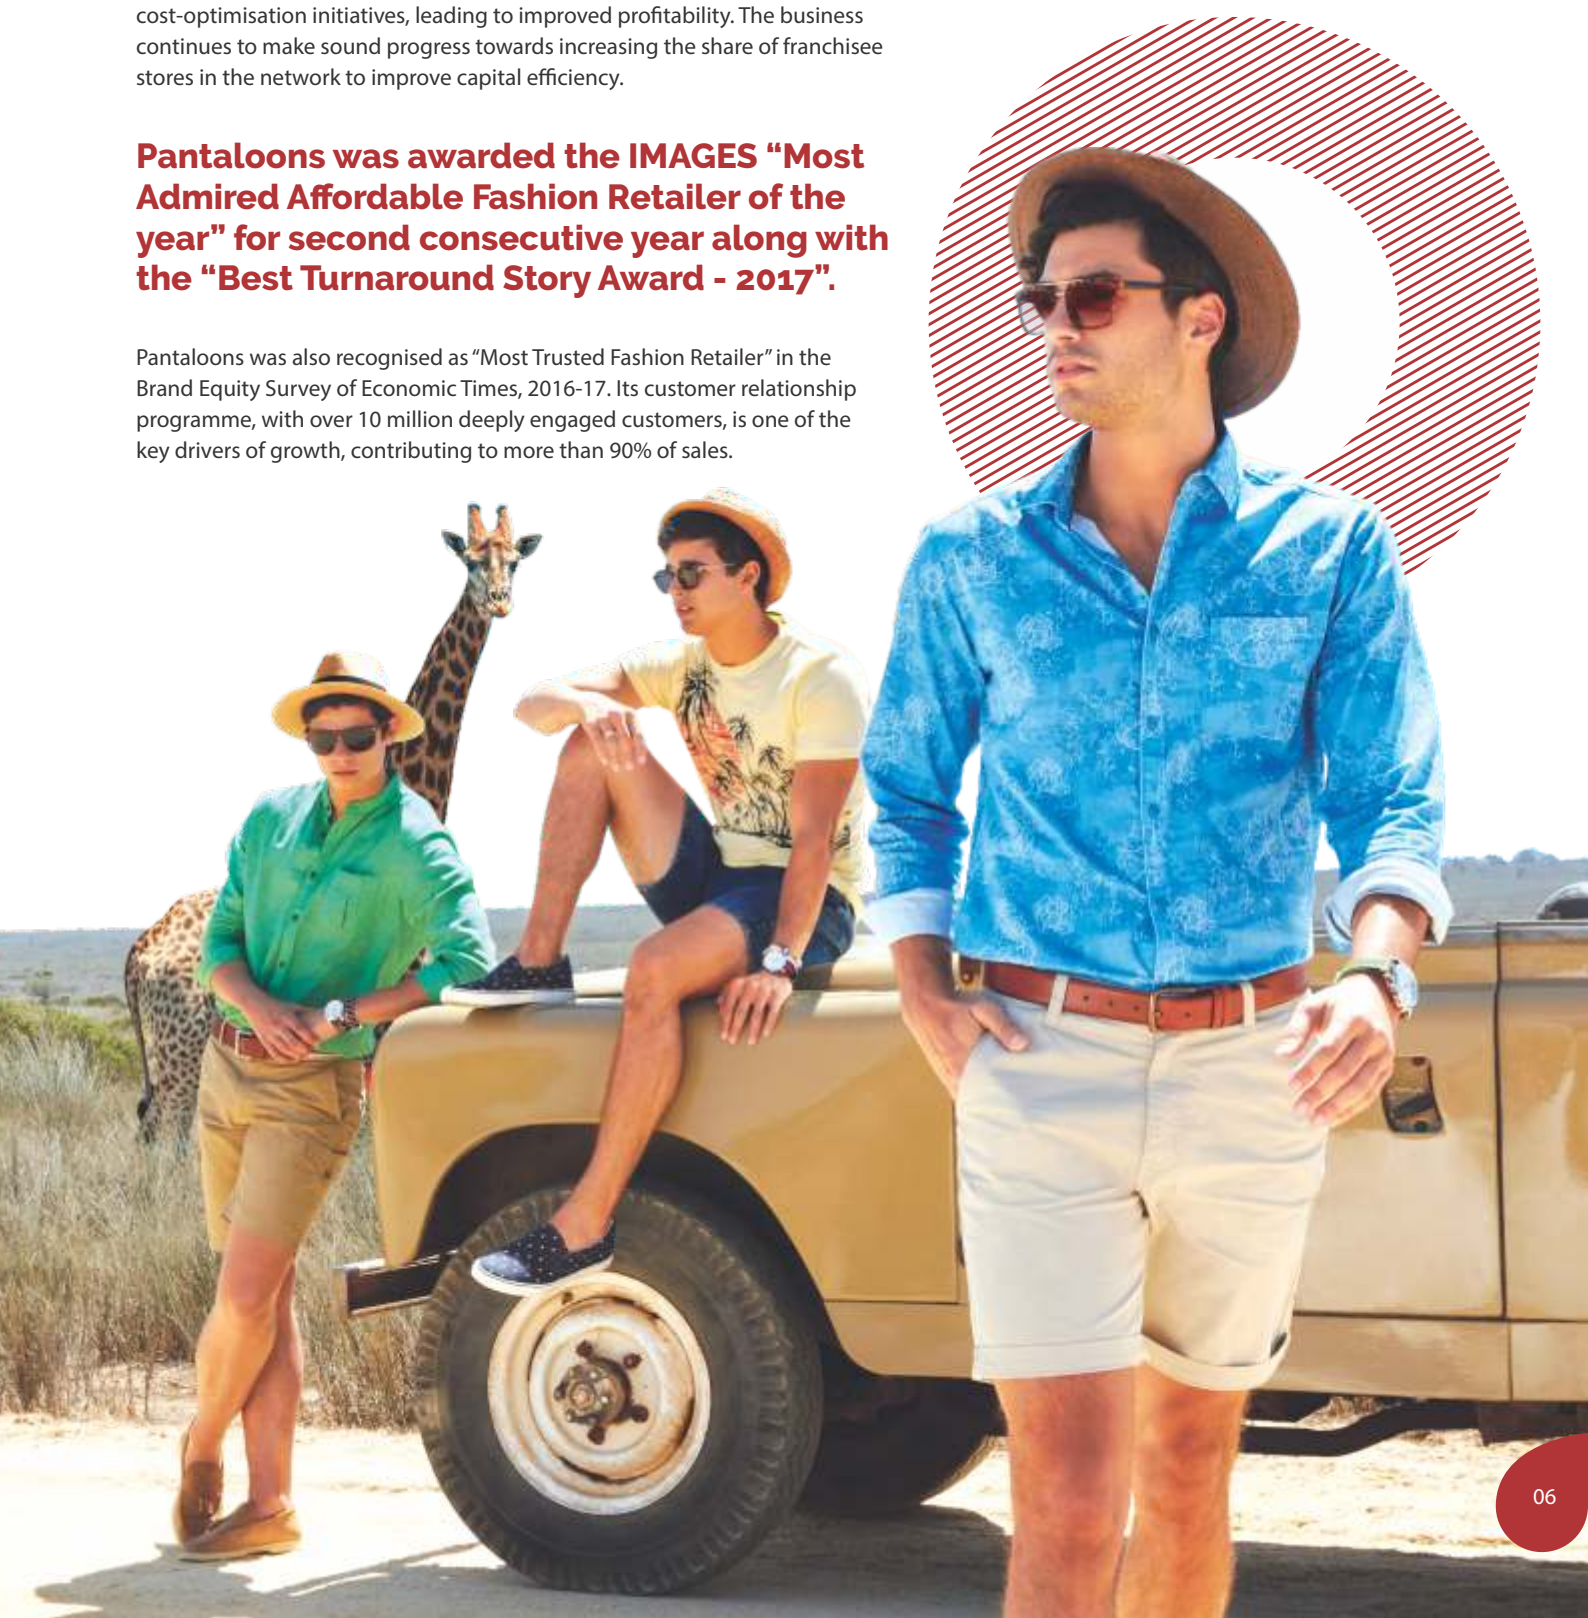 cost-optimisation initiatives, leading to improved profitability. The business
continues to make sound progress towards increasing the share of franchisee
stores in the network to improve capital efficiency.
Pantaloons was awarded the IMAGES “Most
Admired Affordable Fashion Retailer of the
year” for second consecutive year along with
the “Best Turnaround Story Award - 2017”.
Pantaloons was also recognised as “Most Trusted Fashion Retailer” in the
Brand Equity Survey of Economic Times, 2016-17. Its customer relationship
programme, with over 10 million deeply engaged customers, is one of the
key drivers of growth, contributing to more than 90% of sales.
06